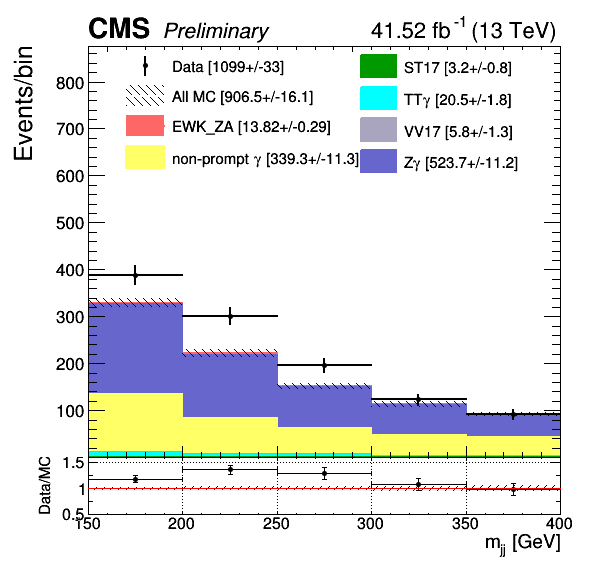 CMS Preliminary 41.52 fb⁻¹ (13 TeV)
Events/bin
Data [1099+/-33]
All MC [906.5+/-16.1]
EWK_ZA [13.82+/-0.29]
non-prompt γ [339.3+/-11.3]
ST17 [3.2+/-0.8]
TTγ [20.5+/-1.8]
VV17 [5.8+/-1.3]
Zγ [523.7+/-11.2]
800
700
600
500
400
300
200
100
Data/MC
1.5
1
0.5
150 200 250 300 350 400
m_jj [GeV]